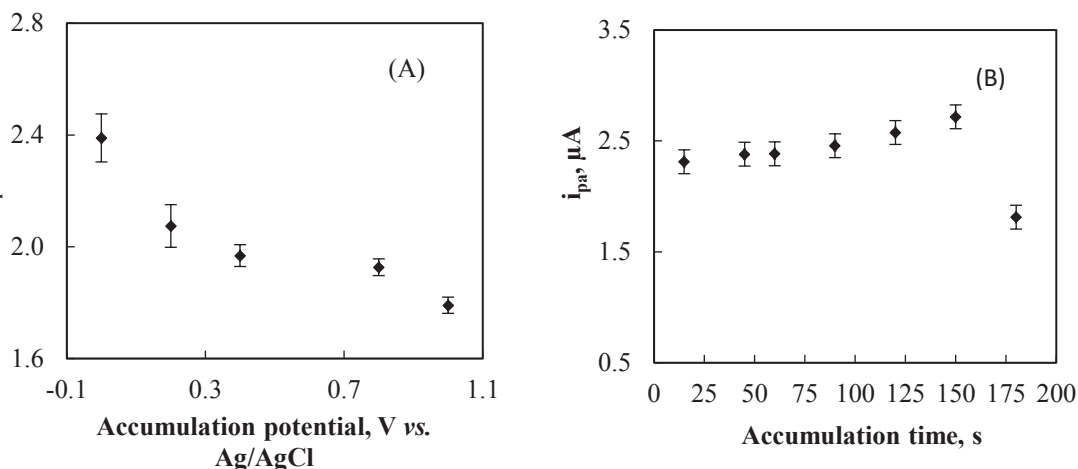 2.8
2.4
2.0
1.6
-0.1
0.3
0.7
1.1
(A)
Accumulation potential, V vs.
Ag/AgCl
3.5
2.5
1.5
0.5
i_pa, µA
0 25 50 75 100 125 150 175 200
(B)
Accumulation time, s